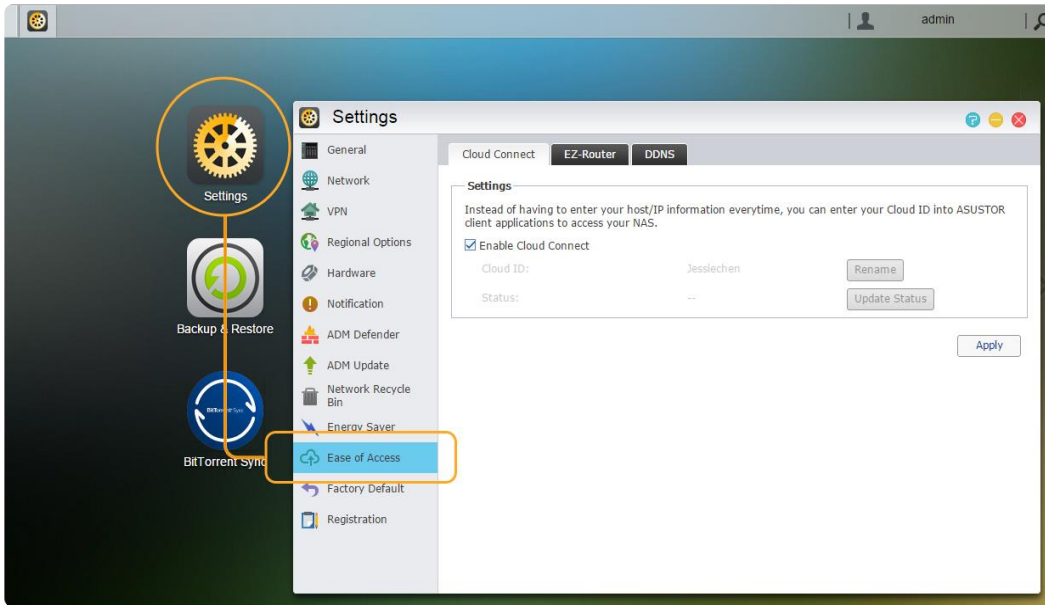 admin
Settings
Backup & Restore
BitTorrent Sync
BitTorrent Sync
Settings
General
Network
VPN
Regional Options
Hardware
Notification
ADM Defender
ADM Update
Network Recycle
Bin
Energy Saver
Ease of Access
Factory Default
Registration
Cloud Connect
EZ-Router
DDNS
Settings
Instead of having to enter your host/IP information everytime, you can enter your Cloud ID into ASUSTOR
client applications to access your NAS.
Enable Cloud Connect
Cloud ID: Jessiechen Rename
Status: -- Update Status
Apply